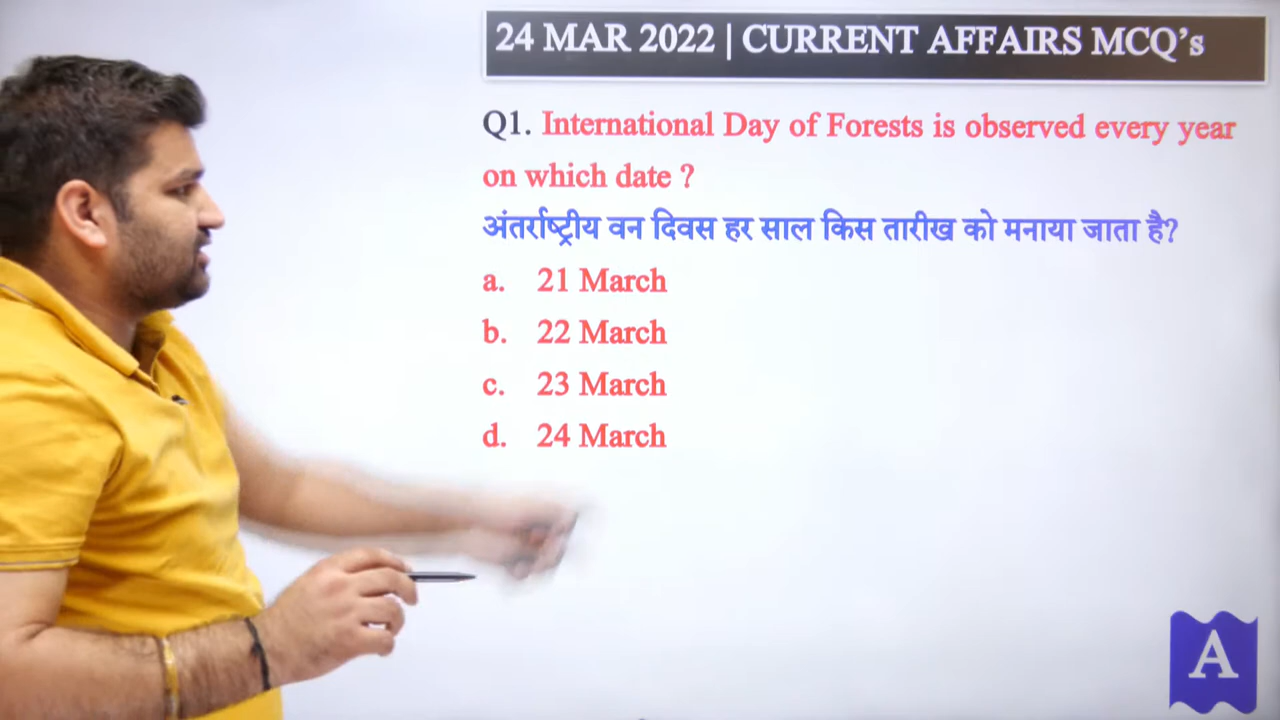 24 MAR 2022 | CURRENT AFFAIRS MCQ’s
Q1. International Day of Forests is observed every year
on which date ?
अंतर्राष्ट्रीय वन दिवस हर साल किस तारीख को मनाया जाता है?
a. 21 March
b. 22 March
c. 23 March
d. 24 March
A